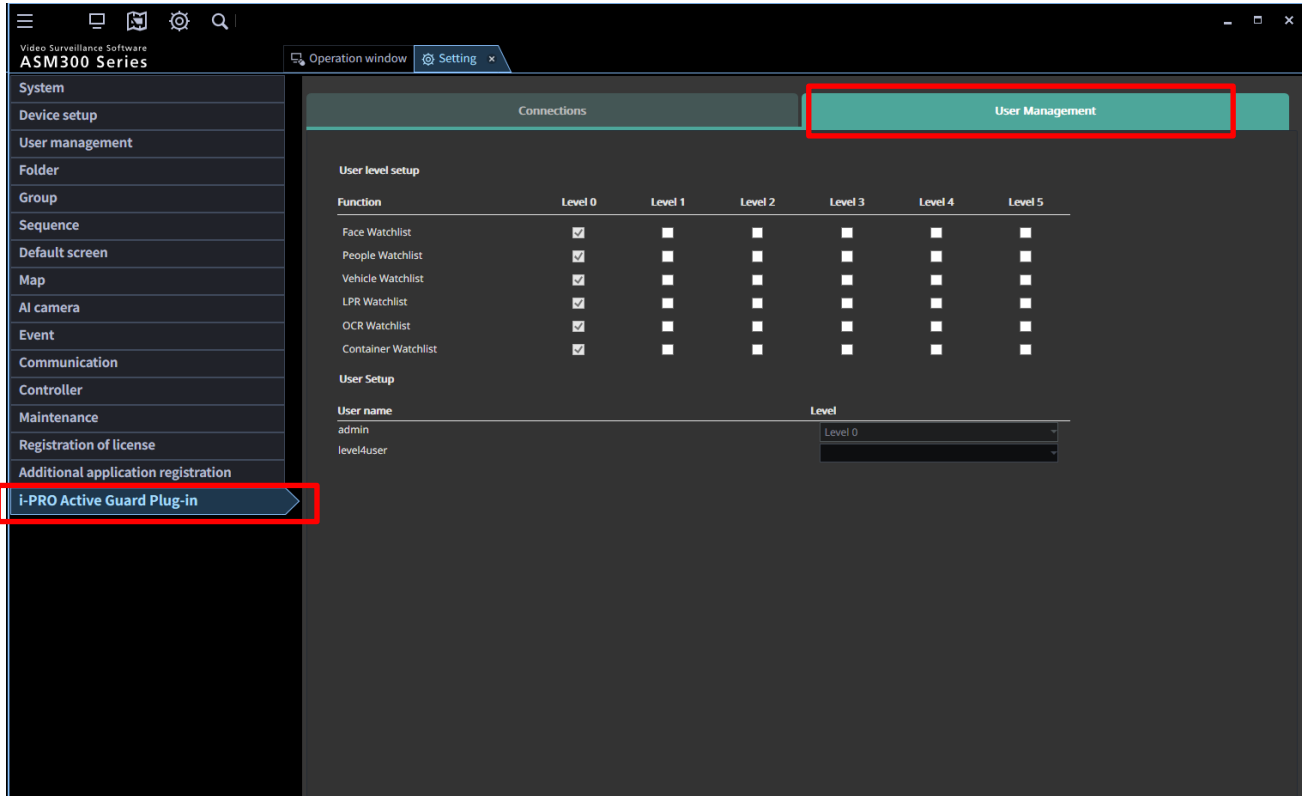 Video Surveillance Software
ASM300 Series
Operation window
Setting
System
Device setup
User management
Folder
Group
Sequence
Default screen
Map
AI camera
Event
Communication
Controller
Maintenance
Registration of license
Additional application registration
i-PRO Active Guard Plug-in
Connections
User Management
User level setup
Function Level 0 Level 1 Level 2 Level 3 Level 4 Level 5
Face Watchlist
People Watchlist
Vehicle Watchlist
LPR Watchlist
OCR Watchlist
Container Watchlist
User Setup
User name Level
admin Level 0
level4user